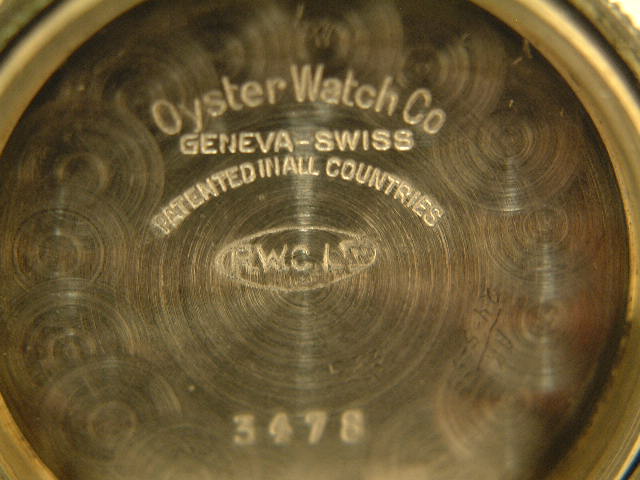 Oyster Watch Co
GENEVA-SWISS
PATENTED IN ALL COUNTRIES
R.W.C.LTD
3478